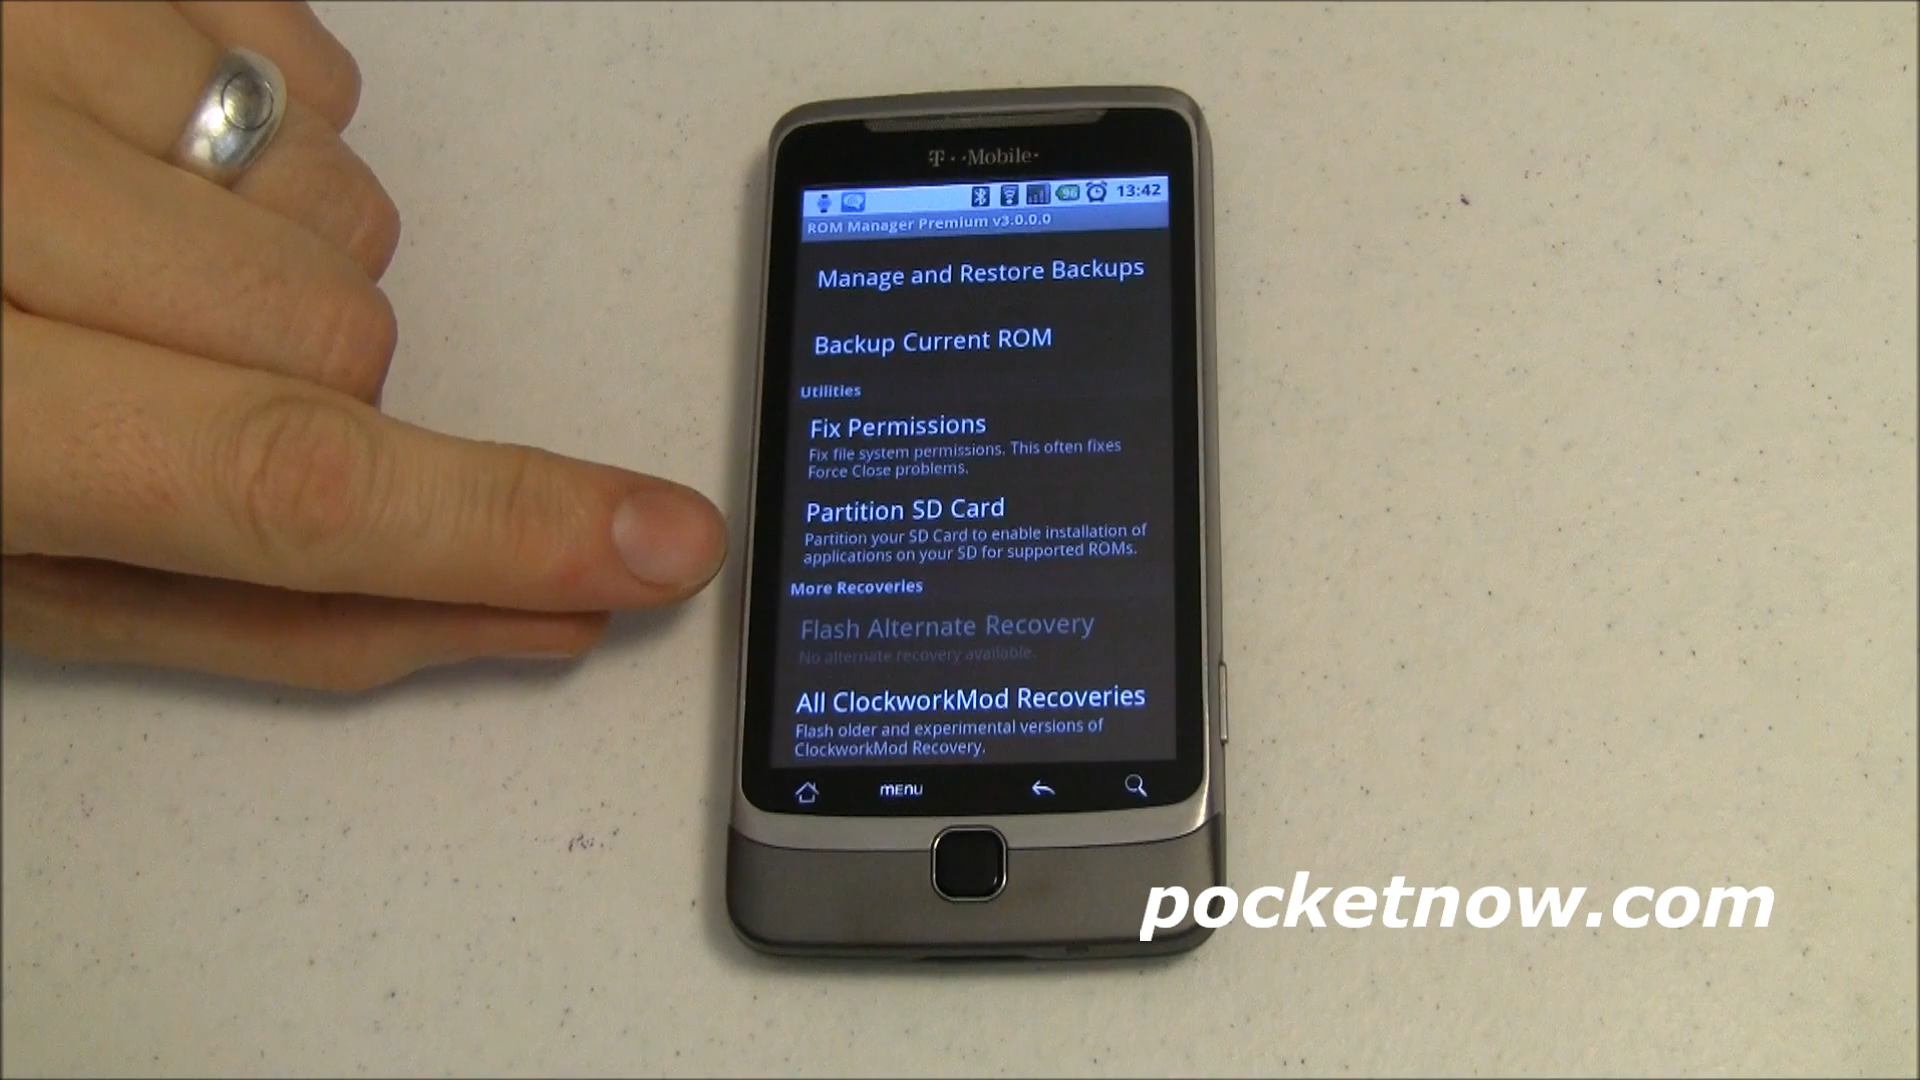 T··Mobile·
96 13:42
ROM Manager Premium v3.0.0.0
Manage and Restore Backups
Backup Current ROM
Utilities
Fix Permissions
Fix file system permissions. This often fixes
Force Close problems.
Partition SD Card
Partition your SD Card to enable installation of
applications on your SD for supported ROMs.
More Recoveries
Flash Alternate Recovery
No alternate recovery available.
All ClockworkMod Recoveries
Flash older and experimental versions of
ClockworkMod Recovery.
MENU
pocketnow.com